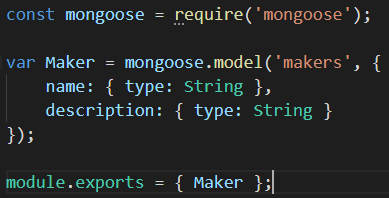 const mongoose = require('mongoose');
var Maker = mongoose.model('makers', {
    name: { type: String },
    description: { type: String }
});
module.exports = { Maker };